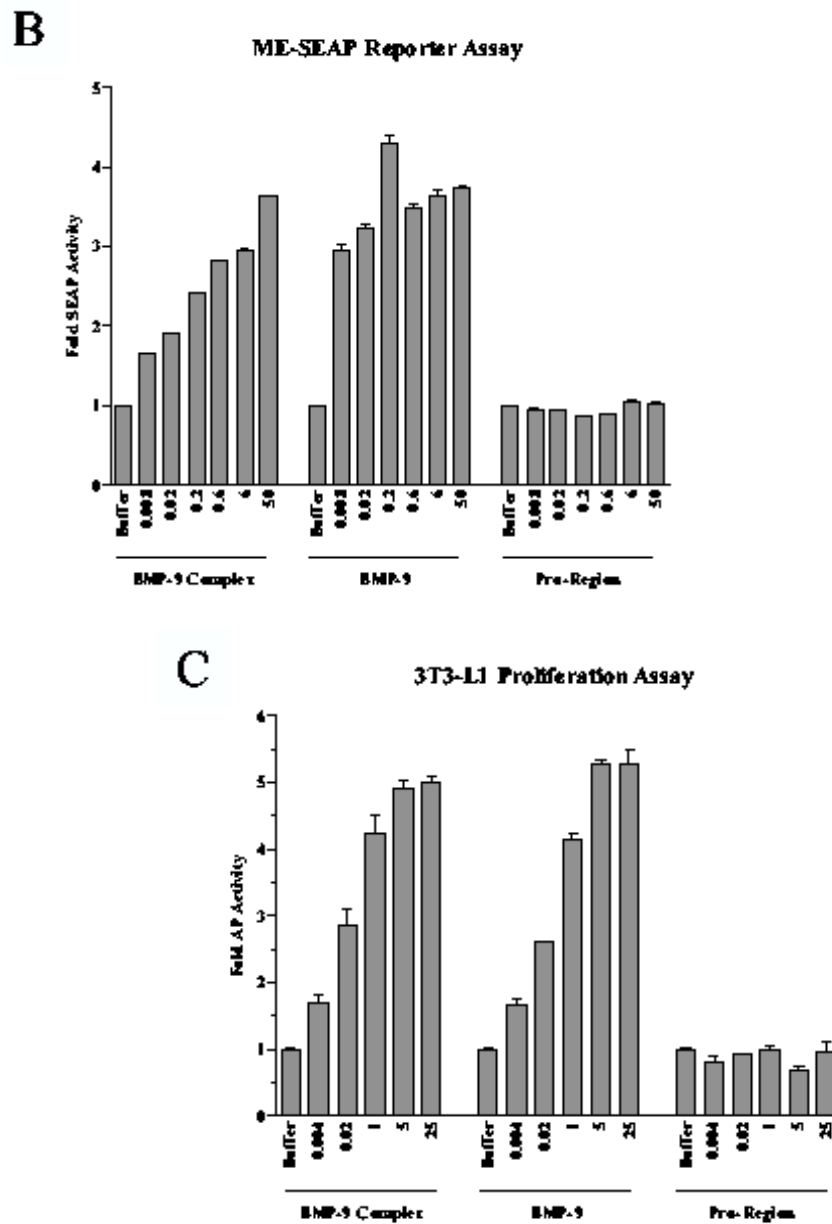 B
ME-SEAP Reporter Assay
Fold SEAP Activity
5
4
3
2
1
0
Buffer 0.008 0.02 0.2 0.6 6 50 Buffer 0.008 0.02 0.2 0.6 6 50 Buffer 0.008 0.02 0.2 0.6 6 50
BMP-9 Complex BMP-9 Pro-Region
C
3T3-L1 Proliferation Assay
Fold AP Activity
6
5
4
3
2
1
0
Buffer 0.004 0.02 1 5 25 Buffer 0.004 0.02 1 5 25 Buffer 0.004 0.02 1 5 25
BMP-9 Complex BMP-9 Pro-Region